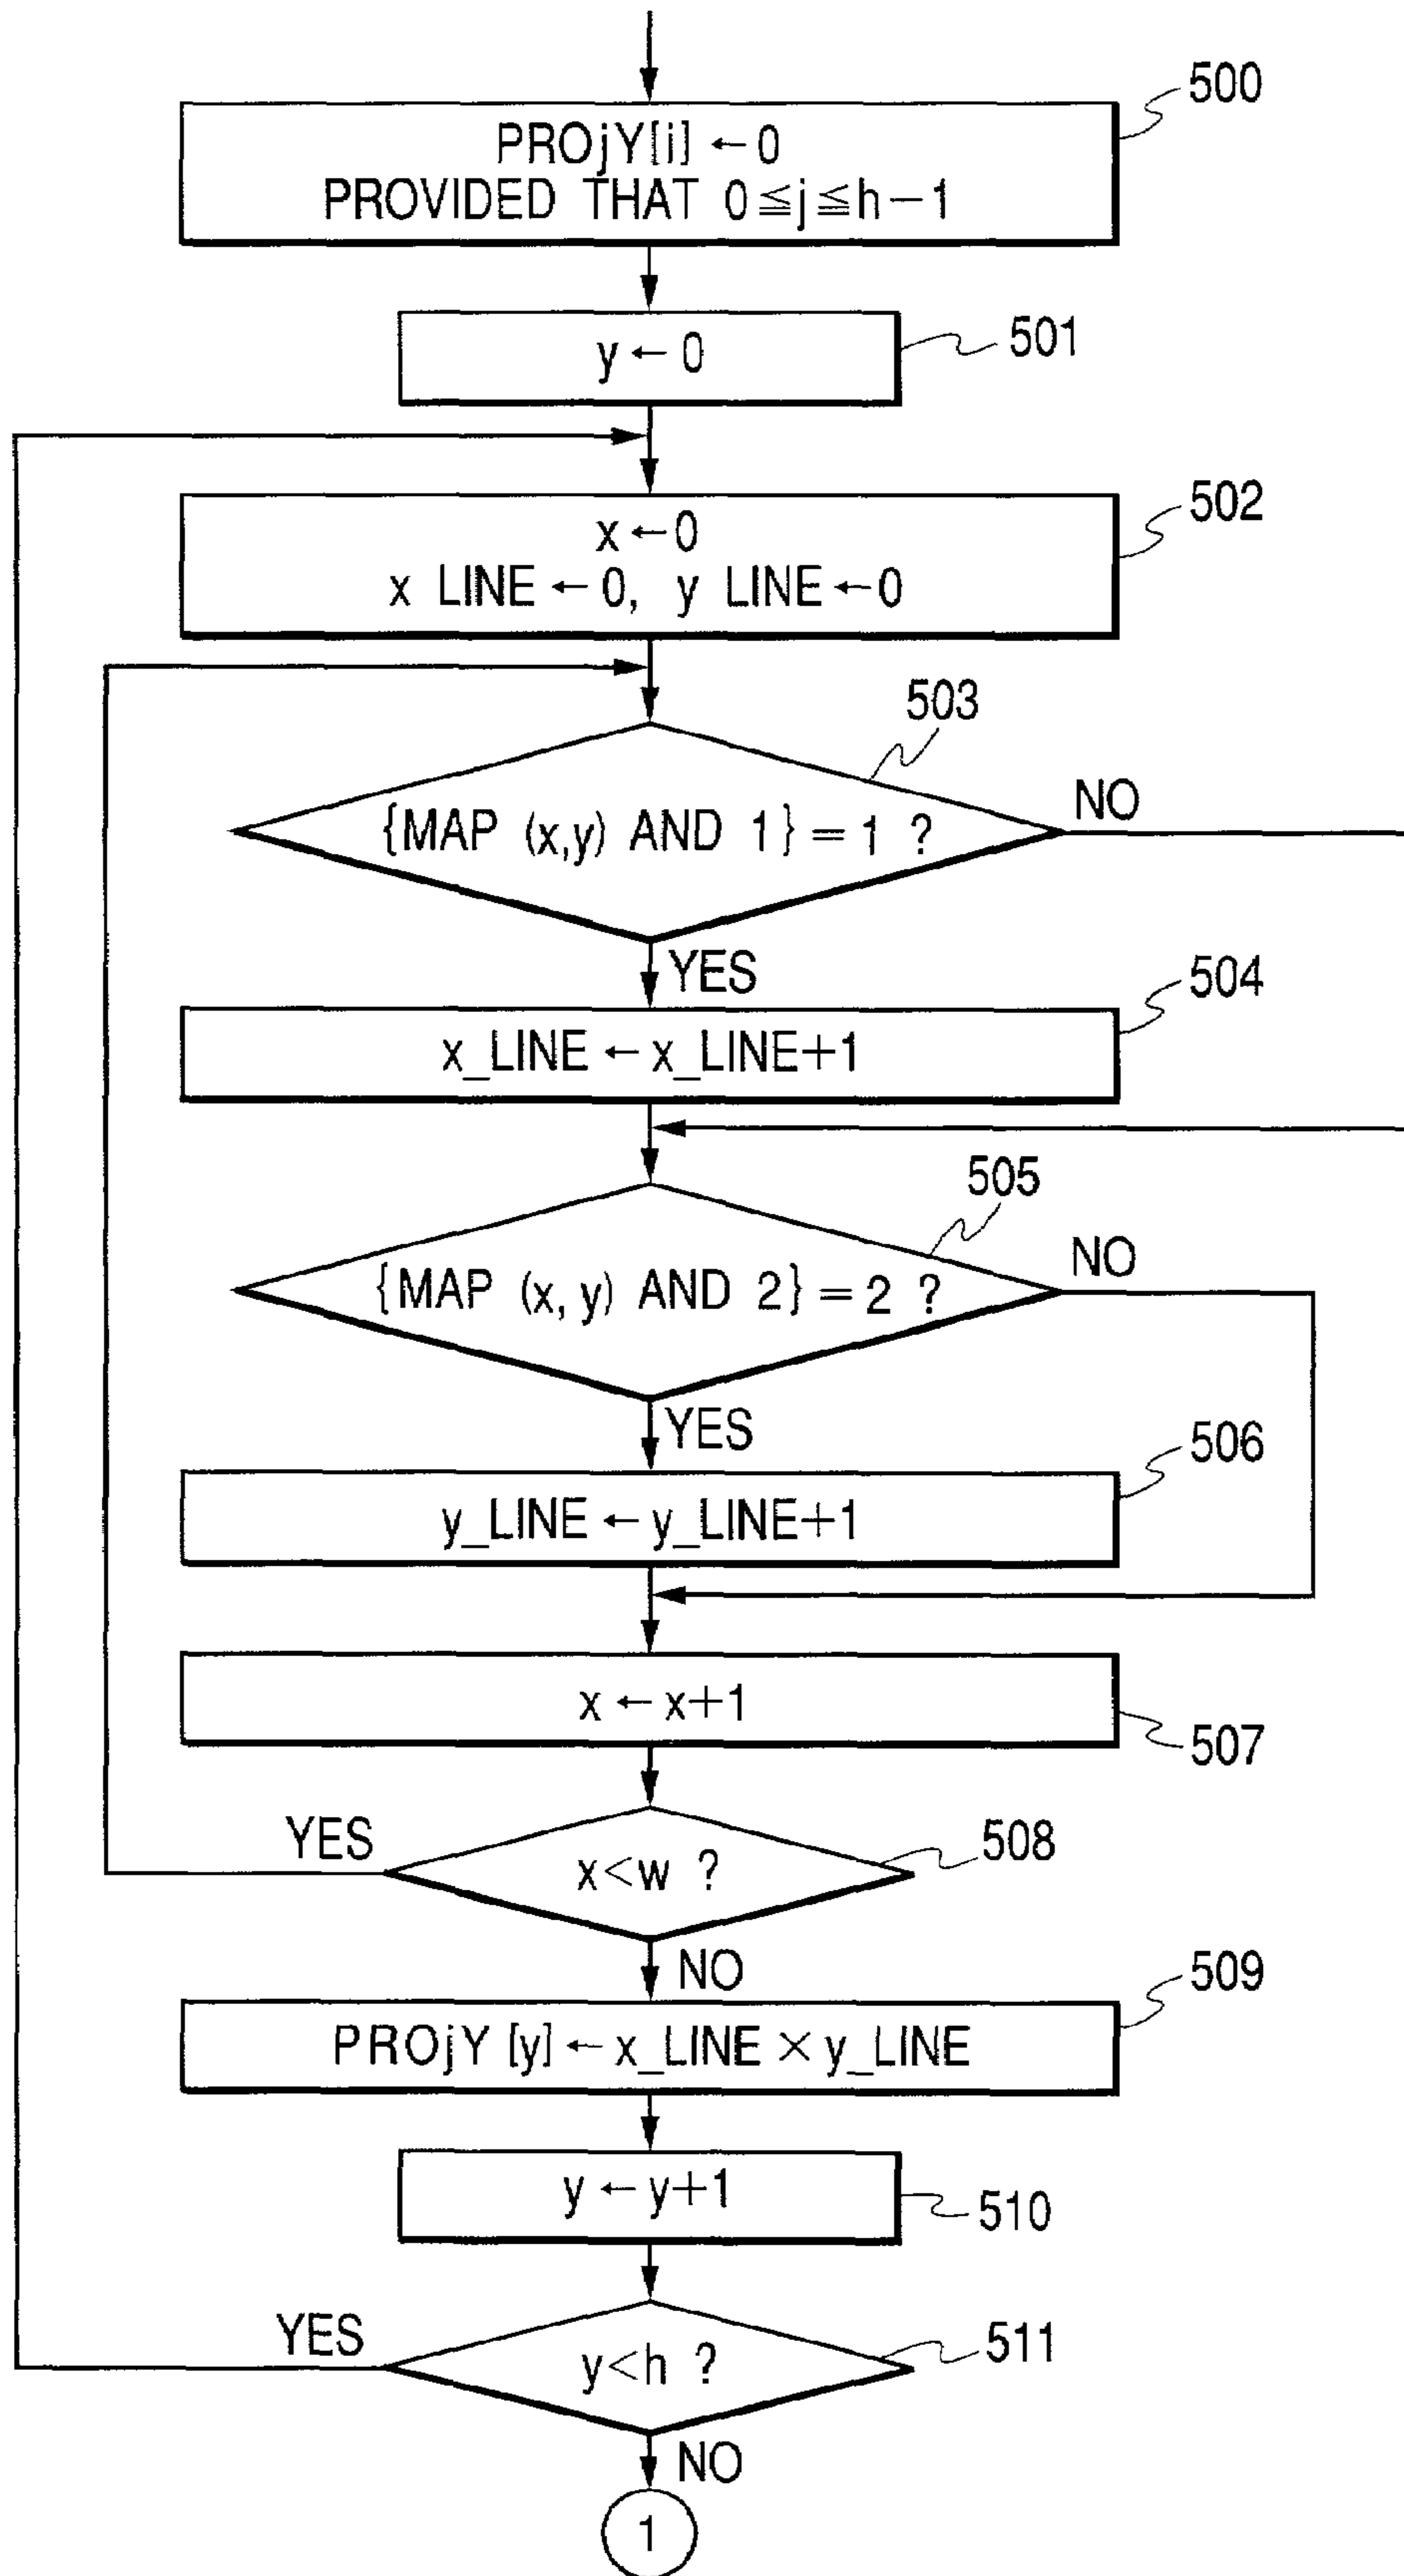 500
PROjY[i] ←0
PROVIDED THAT 0≦j≦h−1
501
y ← 0
502
x ←0
x LINE ←0, y LINE ←0
503
{MAP (x,y) AND 1} = 1 ?
NO
YES
504
x_LINE ← x_LINE+1
505
{MAP (x, y) AND 2} = 2 ?
NO
YES
506
y_LINE ← y_LINE+1
x ← x+1
507
YES
508
x<w ?
NO
509
PROjY [y] ← x_LINE × y_LINE
y ← y+1
510
YES
511
y<h ?
NO
1